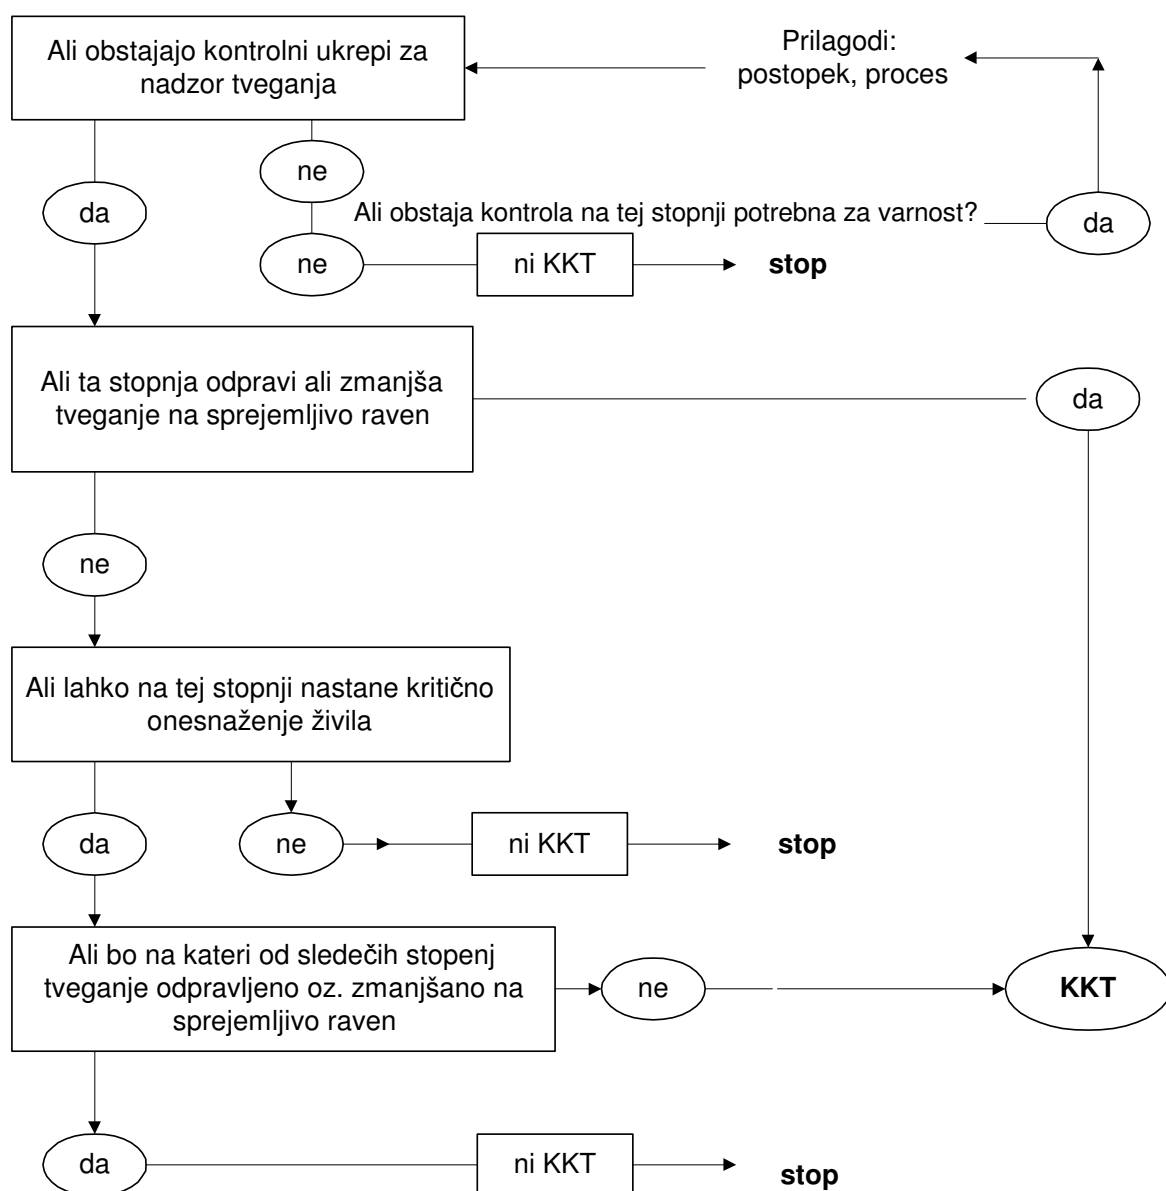 Ali obstajajo kontrolni ukrepi za
nadzor tveganja
Prilagodi:
postopek, proces
ne
da
Ali obstaja kontrola na tej stopnji potrebna za varnost?
da
ne
ni KKT
stop
Ali ta stopnja odpravi ali zmanjša
tveganje na sprejemljivo raven
da
ne
Ali lahko na tej stopnji nastane kritično
onesnaženje živila
da
ne
ni KKT
stop
Ali bo na kateri od sledečih stopenj
tveganje odpravljeno oz. zmanjšano na
sprejemljivo raven
ne
KKT
da
ni KKT
stop